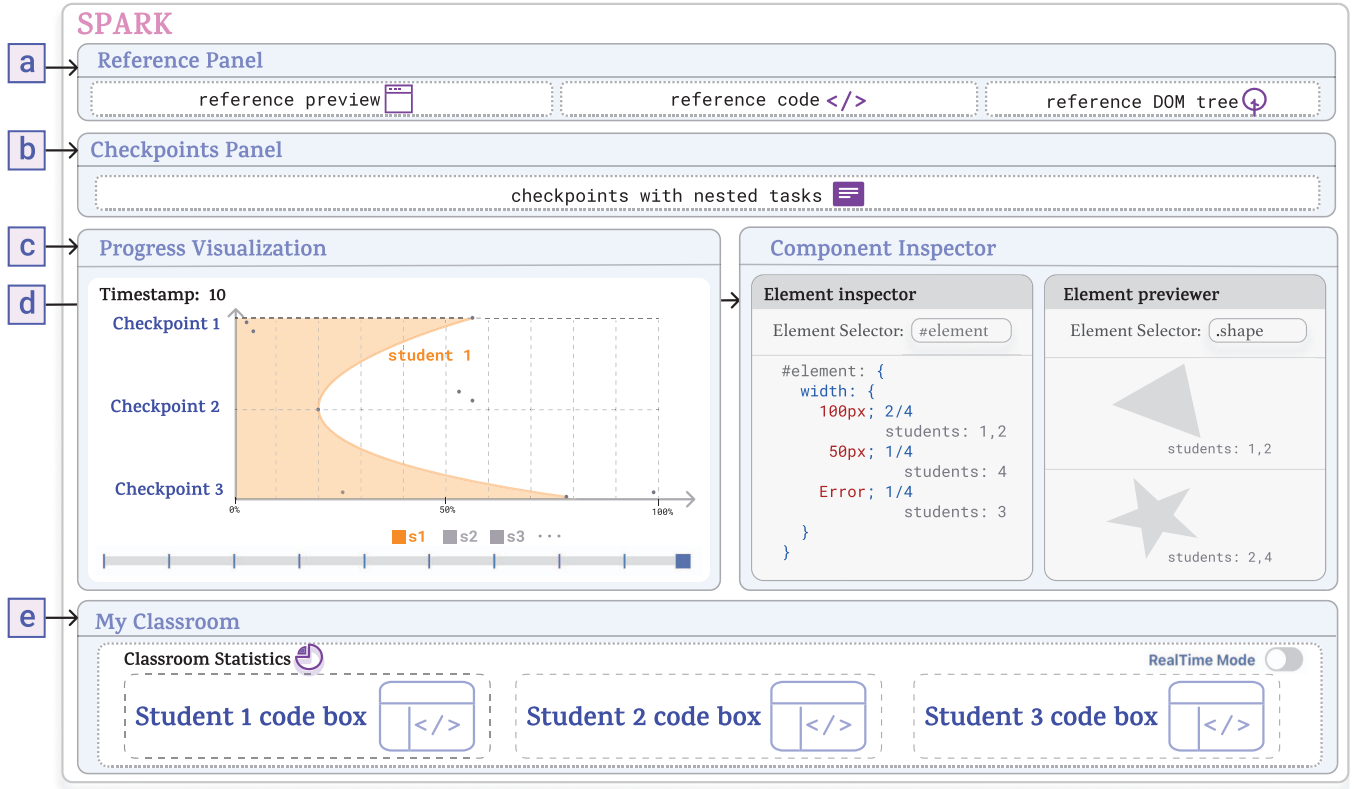 SPARK
a
Reference Panel
reference preview
reference code </>
reference DOM tree
b
Checkpoints Panel
checkpoints with nested tasks
c
Progress Visualization
d
Timestamp: 10
Checkpoint 1
student 1
Checkpoint 2
Checkpoint 3
0%
50%
100%
s1 s2 s3 ...
Component Inspector
Element inspector
Element Selector: #element
#element: {
width: {
100px; 2/4
students: 1,2
50px; 1/4
students: 4
Error; 1/4
students: 3
}
}
Element previewer
Element Selector: .shape
students: 1,2
students: 2,4
e
My Classroom
Classroom Statistics
RealTime Mode
Student 1 code box </>
Student 2 code box </>
Student 3 code box </>